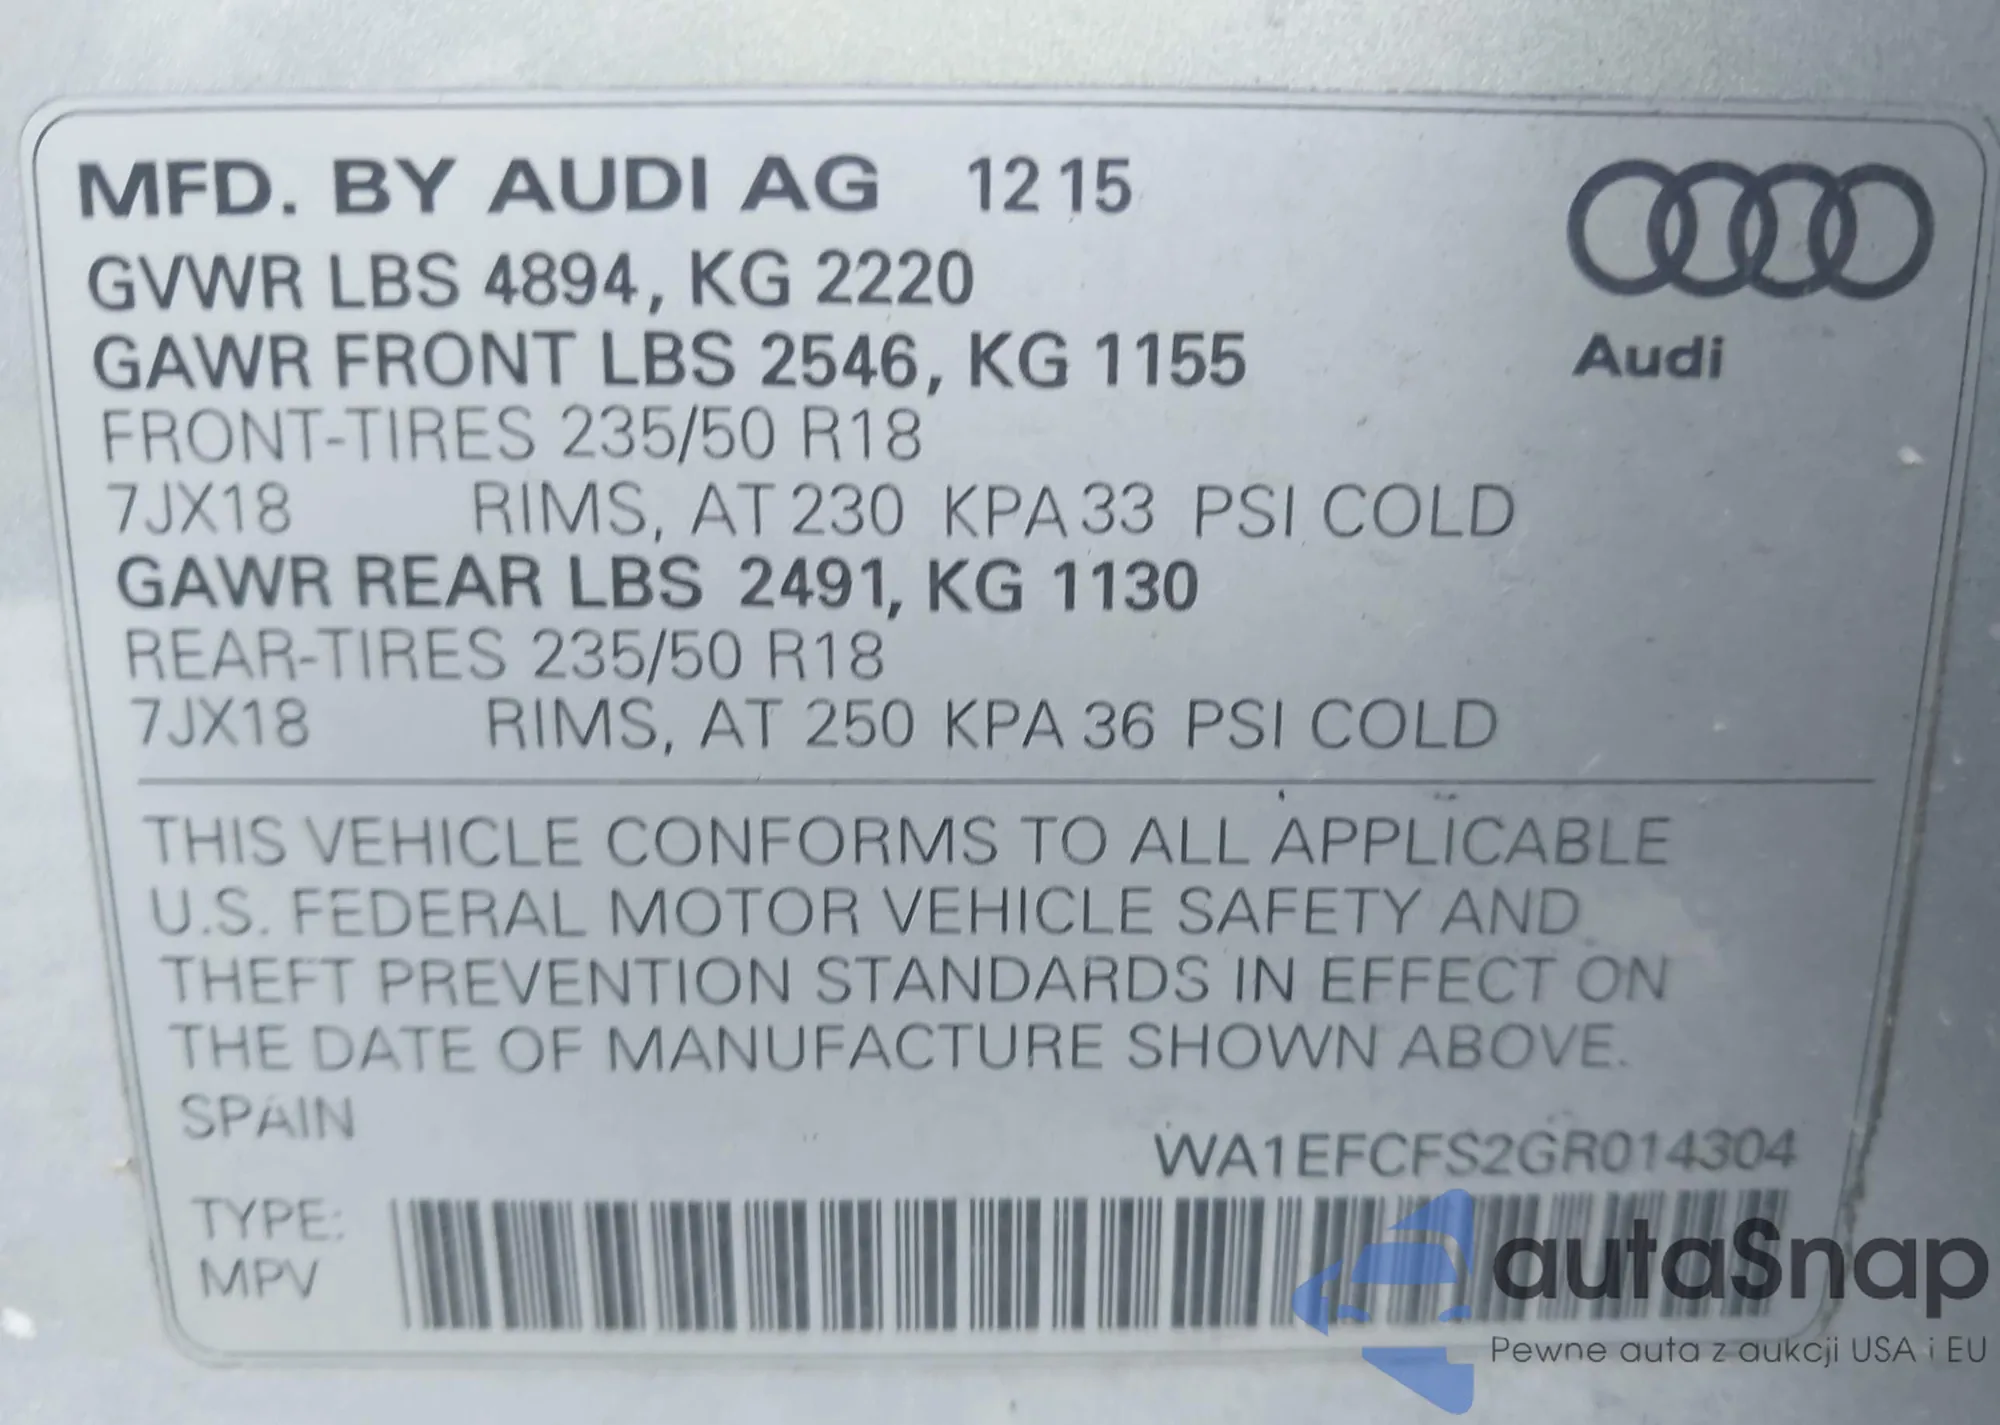 MFD. BY AUDI AG 12 15
GVWR LBS 4894, KG 2220
GAWR FRONT LBS 2546, KG 1155
Audi
FRONT-TIRES 235/50 R18
7JX18 RIMS, AT 230 KPA 33 PSI COLD
GAWR REAR LBS 2491, KG 1130
REAR-TIRES 235/50 R18
7JX18 RIMS, AT 250 KPA 36 PSI COLD
THIS VEHICLE CONFORMS TO ALL APPLICABLE
U.S. FEDERAL MOTOR VEHICLE SAFETY AND
THEFT PREVENTION STANDARDS IN EFFECT ON
THE DATE OF MANUFACTURE SHOWN ABOVE.
SPAIN
WA1EFCFS2GR014304
TYPE:
MPV
autaSnap
Pewne auta z aukcji USA i EU